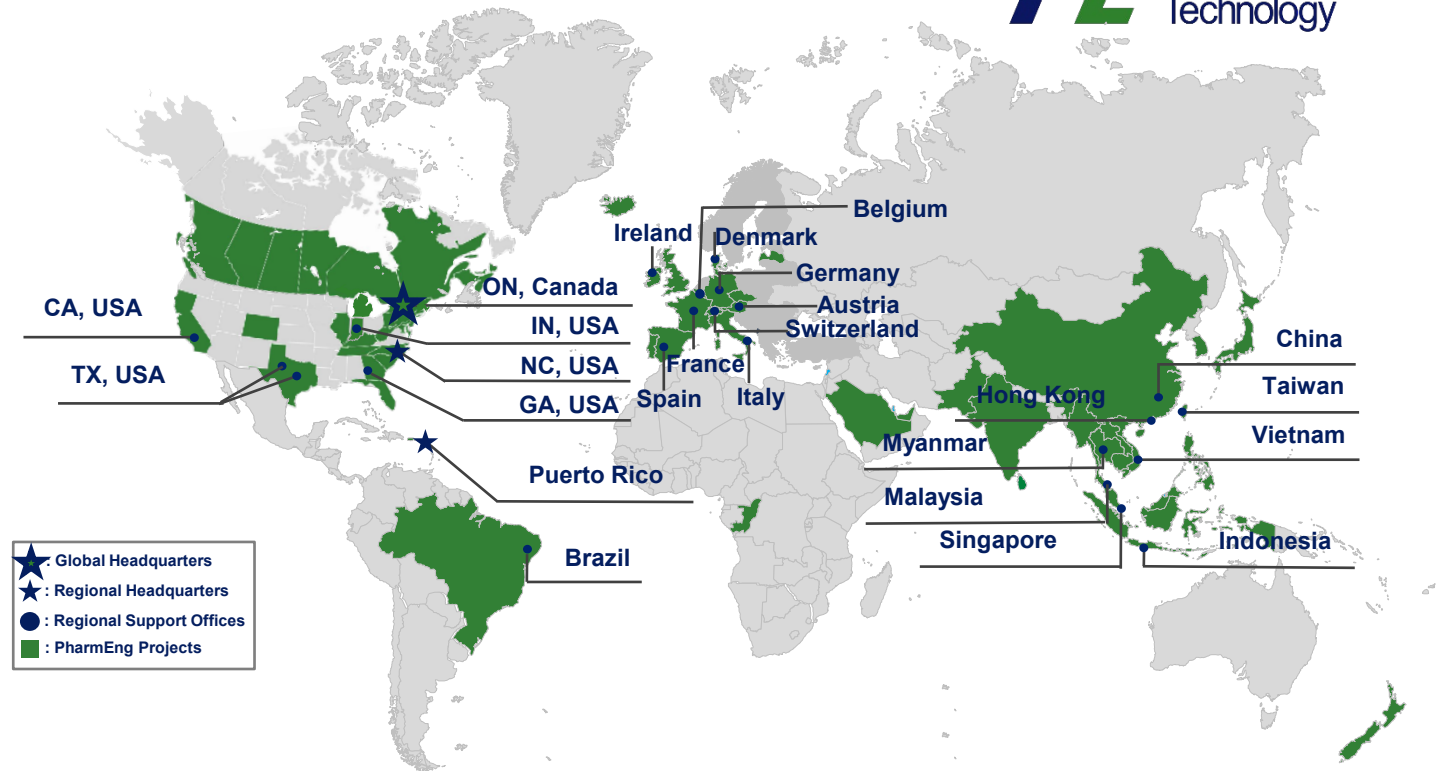 Technology
Belgium
Ireland
Denmark
Germany
ON, Canada
Austria
CA, USA
IN, USA
Switzerland
China
NC, USA
France
TX, USA
Taiwan
GA, USA
Spain
Italy
Hong Kong
Vietnam
Myanmar
Puerto Rico
Malaysia
Singapore
Indonesia
Brazil
: Global Headquarters
: Regional Headquarters
: Regional Support Offices
: PharmEng Projects